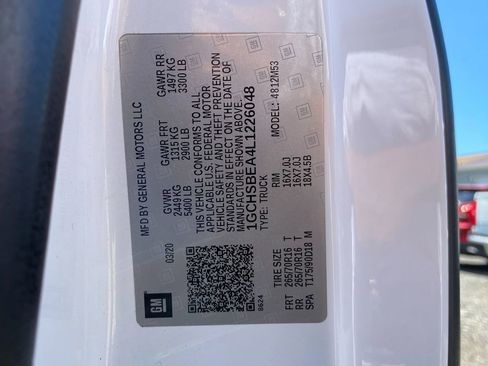 MFD BY GENERAL MOTORS LLC
03/20
GVWR
2449 KG
5400 LB
GAWR FRT
1315 KG
2900 LB
GAWR RR
1497 KG
3300 LB
THIS VEHICLE CONFORMS TO ALL
APPLICABLE U.S. FEDERAL MOTOR
VEHICLE SAFETY AND THEFT PREVENTION
STANDARDS IN EFFECT ON THE DATE OF
MANUFACTURE SHOWN ABOVE.
1GCHSBEA4L1226048
TYPE: TRUCK
MODEL: 4812M53
8624
GM
TIRE SIZE RIM
FRT 265/70R16 T 16X7.0J
RR 265/70R16 T 16X7.0J
SPA T175/90D18 M 18X4.5B